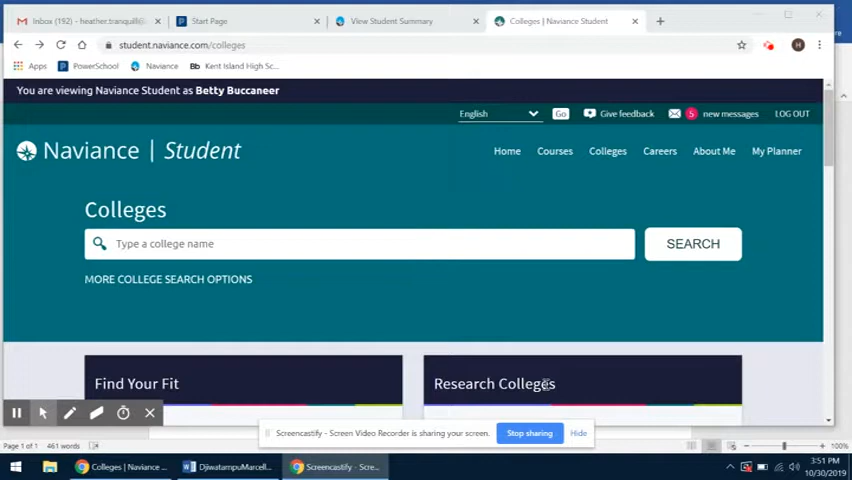 Inbox (192) - heather.tranquill@
Start Page
View Student Summary
Colleges | Naviance Student
student.naviance.com/colleges
H
Apps
PowerSchool
Naviance
Bb Kent Island High Sc...
You are viewing Naviance Student as Betty Buccaneer
English
Go
Give feedback
5 new messages
LOG OUT
Naviance | Student
Home
Courses
Colleges
Careers
About Me
My Planner
Colleges
Type a college name
SEARCH
MORE COLLEGE SEARCH OPTIONS
Find Your Fit
Research Colleges
Screencastify - Screen Video Recorder is sharing your screen.
Stop sharing
Hide
Page 1 of 1
461 words
100%
Colleges | Naviance ...
DjiwatampuMarcell...
Screencastify - Scre...
3:51 PM
10/30/2019